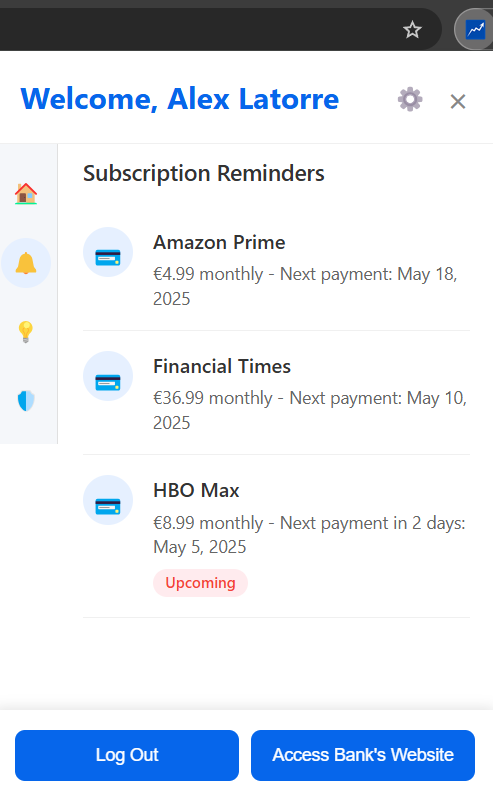 Welcome, Alex Latorre
Subscription Reminders
Amazon Prime
€4.99 monthly - Next payment: May 18,
2025
Financial Times
€36.99 monthly - Next payment: May 10,
2025
HBO Max
€8.99 monthly - Next payment in 2 days:
May 5, 2025
Upcoming
Log Out
Access Bank's Website